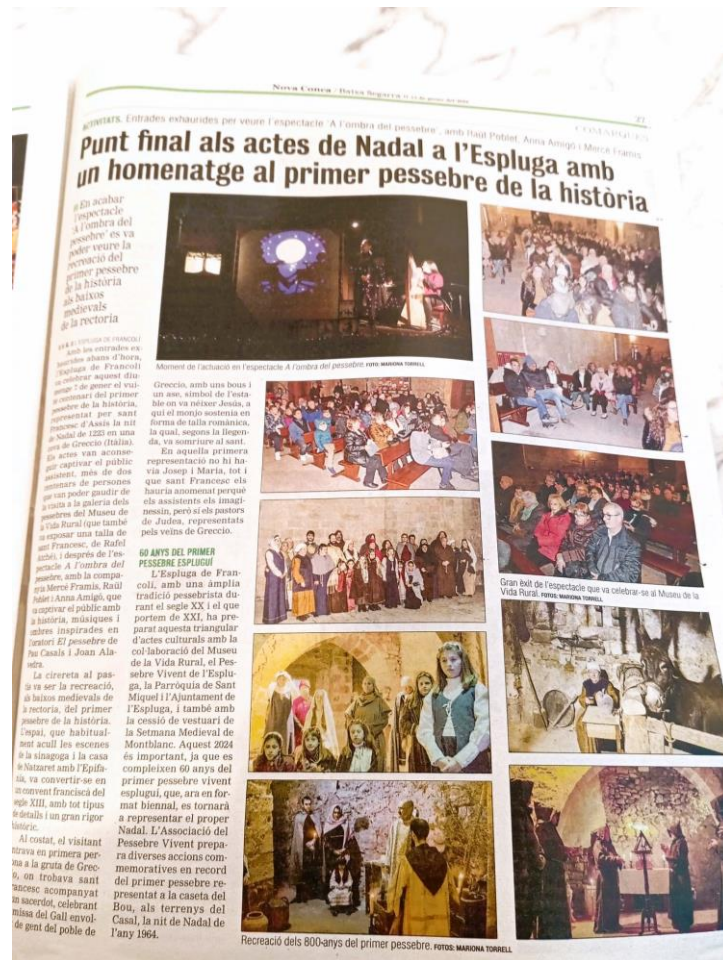 Nova Conca / Baixa Segarra
27
COMARQUES
ACTIVITATS. Entrades exhaurides per veure l'espectacle 'A l'ombra del pessebre', amb Raül Poblet, Anna Amigó i Mercè Framis
Punt final als actes de Nadal a l'Espluga amb
un homenatge al primer pessebre de la història
En acabar
l'espectacle
'A l'ombra del
pessebre' es va
poder veure la
recreació del
primer pessebre
de la història
als baixos
medievals
de la rectoria
L'ESPLUGA DE FRANCOLÍ
Amb les entrades ex-
haurides abans d'hora,
l'Espluga de Francolí
va celebrar aquest diu-
menge 7 de gener el vui-
centenari del primer
pessebre de la història,
representat per sant
Francesc d'Assís la nit
de Nadal de 1223 en una
cova de Greccio (Itàlia).
Els actes van aconse-
guir captivar el públic
assistent, més de dos
centenars de persones
que van poder gaudir de
la visita a la galeria dels
pessebres del Museu de
la Vida Rural (que també
va exposar una talla de
sant Francesc, de Rafel
i després de l'es-
pectacle A l'ombra del
pessebre, amb la compa-
nyia Mercè Framis, Raül
Poblet i Anna Amigó, que
va captivar el públic amb
la història, músiques i
ombres inspirades en
l'oratori El pessebre de
Pau Casals i Joan Ala-
vedra.
La cirereta al pas-
tís va ser la recreació,
als baixos medievals de
la rectoria, del primer
pessebre de la història.
L'espai, que habitual-
ment acull les escenes
de la sinagoga i la casa
de Natzaret amb l'Epifa-
nia, va convertir-se en
un convent franciscà del
segle XIII, amb tot tipus
de detalls i un gran rigor
històric.
Al costat, el visitant
entrava en primera per-
sona a la gruta de Grec-
cio, on trobava sant
Francesc acompanyat
d'un sacerdot, celebrant
la missa del Gall envol-
tat de gent del poble de
Greccio, amb uns bous i
un ase, símbol de l'esta-
ble on va néixer Jesús, a
qui el monjo sostenia en
forma de talla romànica,
la qual, segons la llegen-
da, va somriure al sant.
En aquella primera
representació no hi ha-
via Josep i Maria, tot i
que sant Francesc els
hauria anomenat perquè
els assistents els imagi-
nessin, però sí els pastors
de Judea, representats
pels veïns de Greccio.
60 ANYS DEL PRIMER
PESSEBRE ESPLUGUÍ
L'Espluga de Fran-
colí, amb una àmplia
tradició pessebrista du-
rant el segle XX i el que
portem de XXI, ha pre-
parat aquesta triangular
d'actes culturals amb la
col·laboració del Museu
de la Vida Rural, el Pes-
sebre Vivent de l'Esplu-
ga, la Parròquia de Sant
Miquel i l'Ajuntament de
l'Espluga, i també amb
la cessió de vestuari de
la Setmana Medieval de
Montblanc. Aquest 2024
és important, ja que es
compleixen 60 anys del
primer pessebre vivent
espluguí, que, ara en for-
mat biennal, es tornarà
a representar el proper
Nadal. L'Associació del
Pessebre Vivent prepa-
ra diverses accions com-
memoratives en record
del primer pessebre re-
presentat a la caseta del
Bou, als terrenys del
Casal, la nit de Nadal de
l'any 1964.
Moment de l'actuació en l'espectacle A l'ombra del pessebre. FOTO: MARIONA TORRELL
Gran èxit de l'espectacle que va celebrar-se al Museu de la
Vida Rural. FOTOS: MARIONA TORRELL
Recreació dels 800 anys del primer pessebre. FOTOS: MARIONA TORRELL